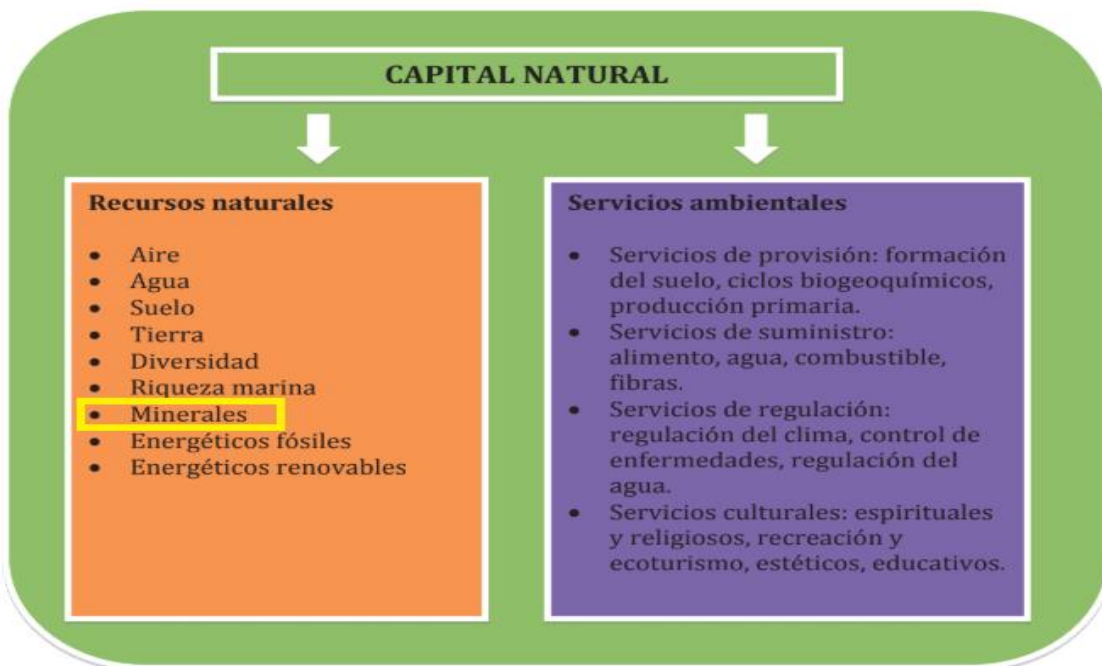 CAPITAL NATURAL
Recursos naturales
• Aire
• Agua
• Suelo
• Tierra
• Diversidad
• Riqueza marina
• Minerales
• Energéticos fósiles
• Energéticos renovables
Servicios ambientales
• Servicios de provisión: formación
del suelo, ciclos biogeoquímicos,
producción primaria.
• Servicios de suministro:
alimento, agua, combustible,
fibras.
• Servicios de regulación:
regulación del clima, control de
enfermedades, regulación del
agua.
• Servicios culturales: espirituales
y religiosos, recreación y
ecoturismo, estéticos, educativos.